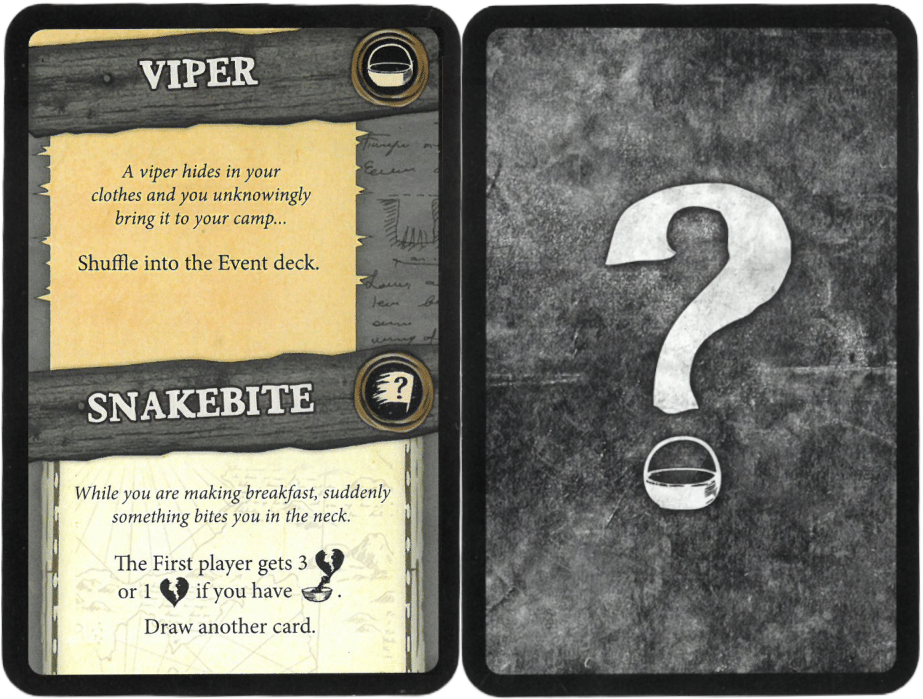 VIPER
A viper hides in your
clothes and you unknowingly
bring it to your camp...
Shuffle into the Event deck.
SNAKEBITE
?
While you are making breakfast, suddenly
something bites you in the neck.
The First player gets 3
or 1 if you have .
Draw another card.
?